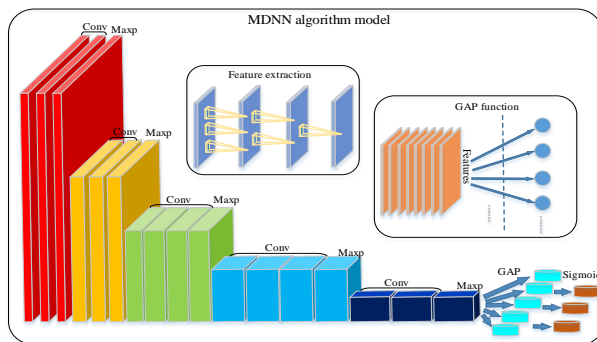 MDNN algorithm model
Conv
Maxp
Feature extraction
GAP function
Features
Conv
Maxp
Conv
Maxp
Conv
Maxp
Conv
Maxp
GAP
Sigmoid